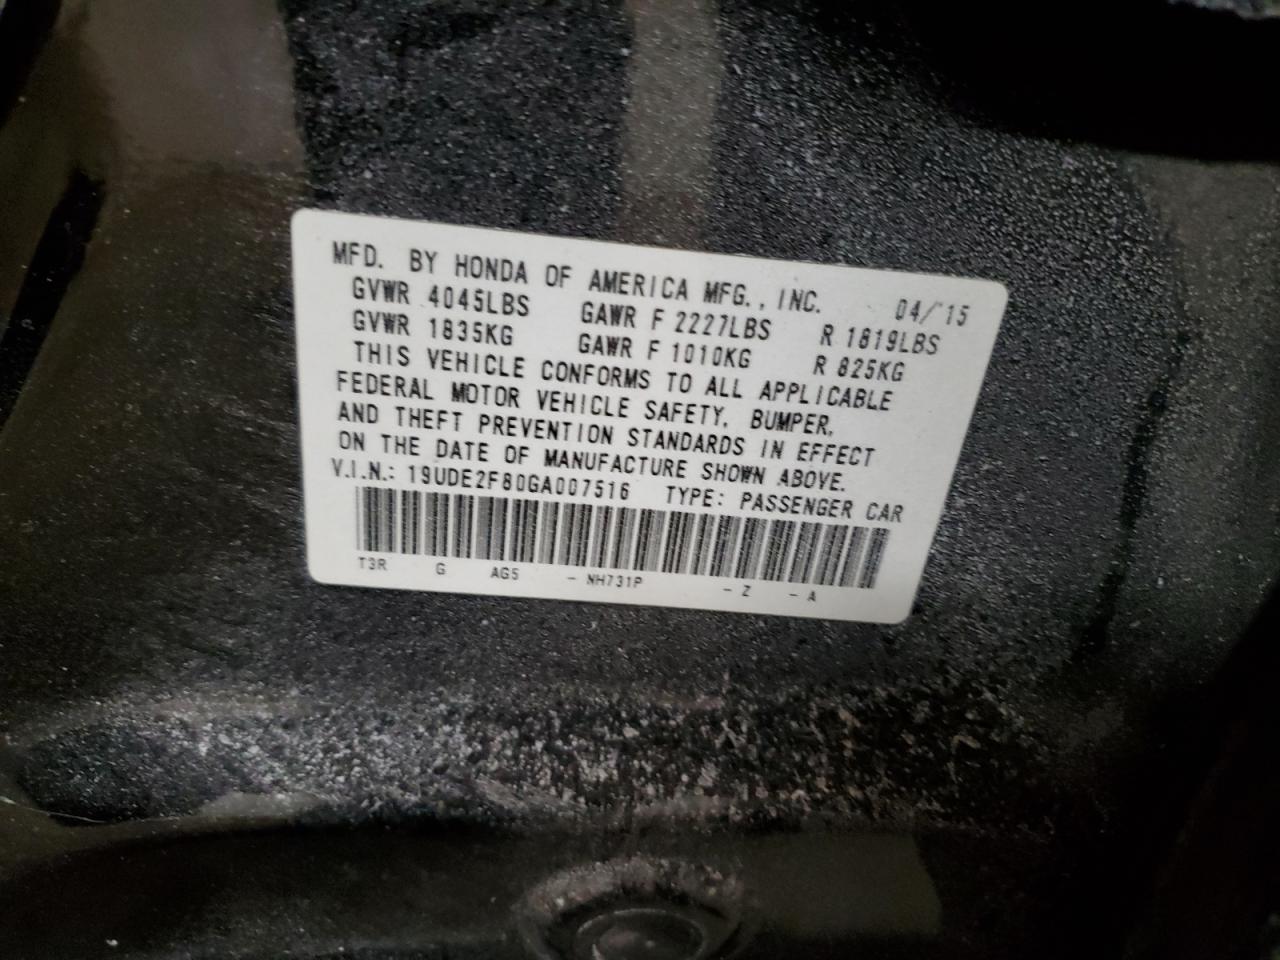 MFD. BY HONDA OF AMERICA MFG., INC. 04/'15
GVWR 4045LBS GAWR F 2227LBS R 1819LBS
GVWR 1835KG GAWR F 1010KG R 825KG
THIS VEHICLE CONFORMS TO ALL APPLICABLE
FEDERAL MOTOR VEHICLE SAFETY, BUMPER,
AND THEFT PREVENTION STANDARDS IN EFFECT
ON THE DATE OF MANUFACTURE SHOWN ABOVE.
V.I.N.: 19UDE2F80GA007516 TYPE: PASSENGER CAR
T3R G AG5 - NH731P - Z - A